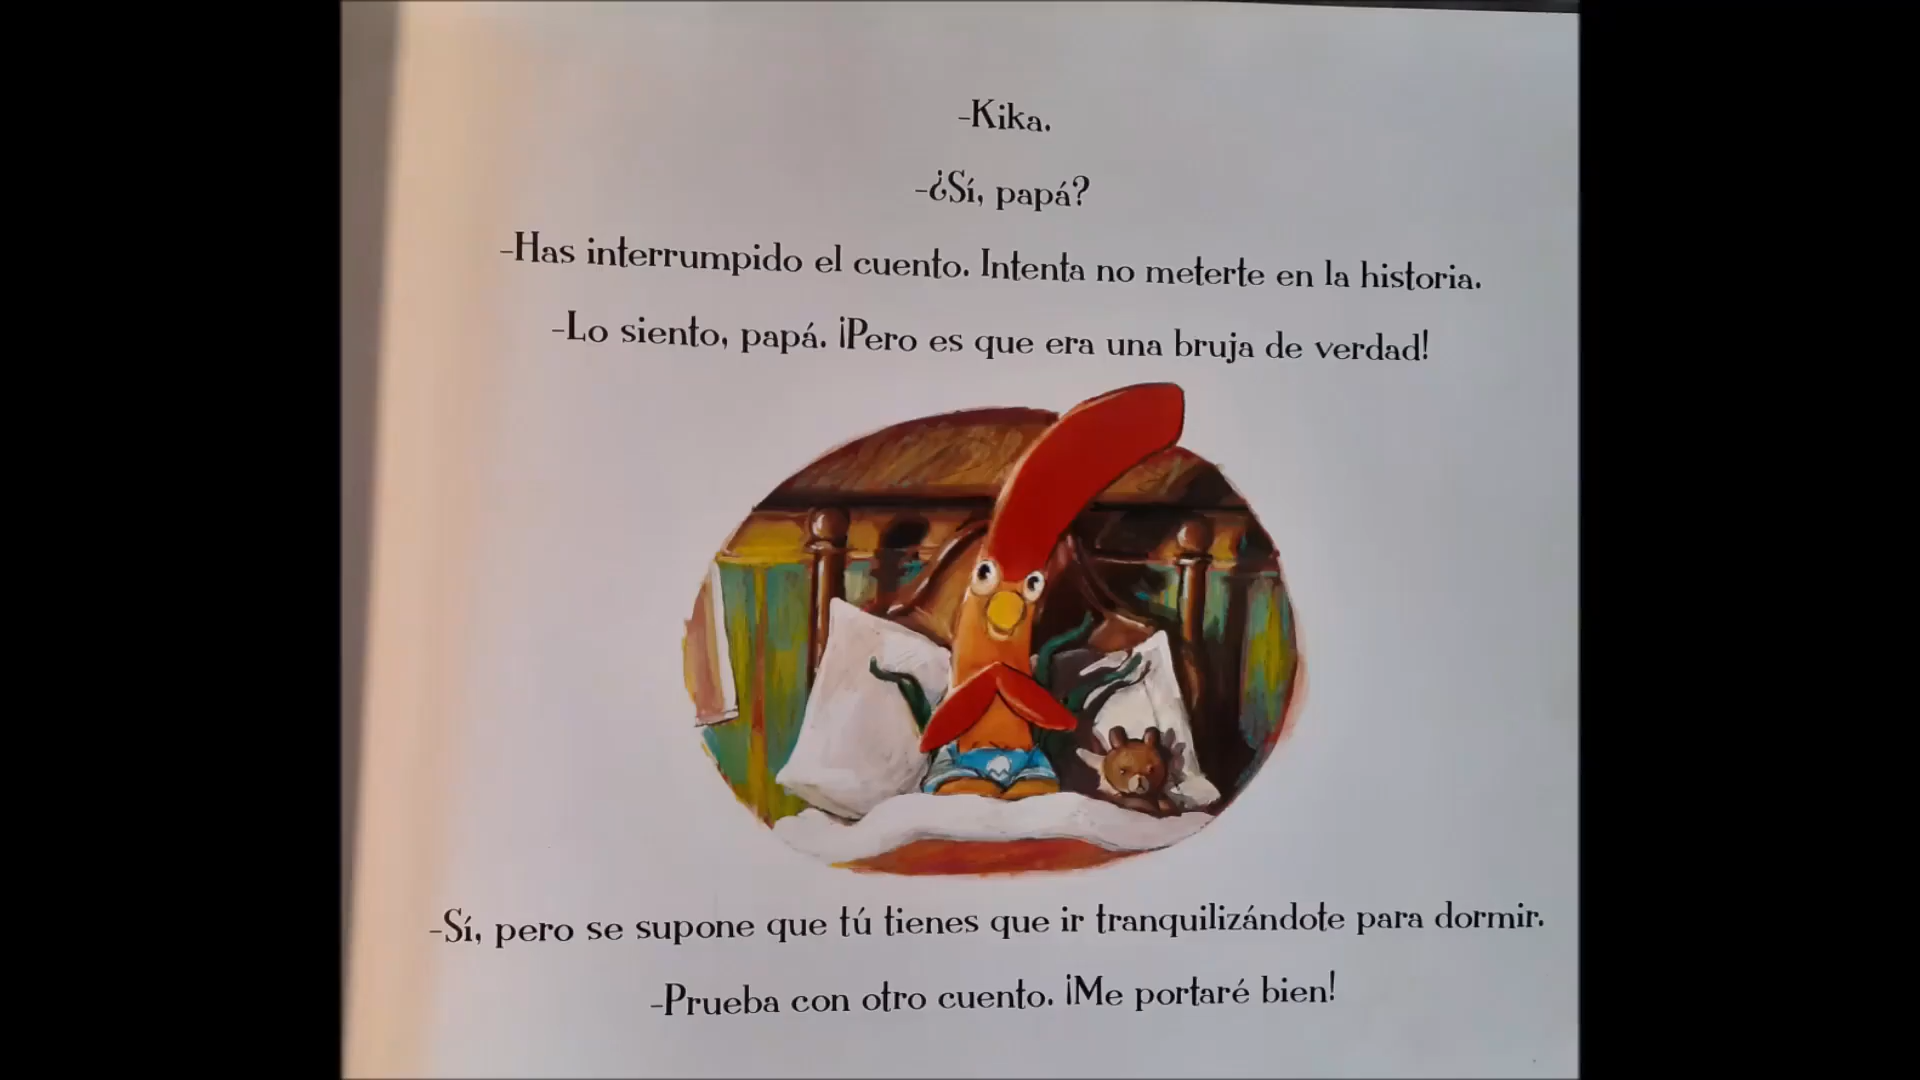 -Kika.
-¿Sí, papá?
-Has interrumpido el cuento. Intenta no meterte en la historia.
-Lo siento, papá. ¡Pero es que era una bruja de verdad!
-Sí, pero se supone que tú tienes que ir tranquilizándote para dormir.
-Prueba con otro cuento. ¡Me portaré bien!